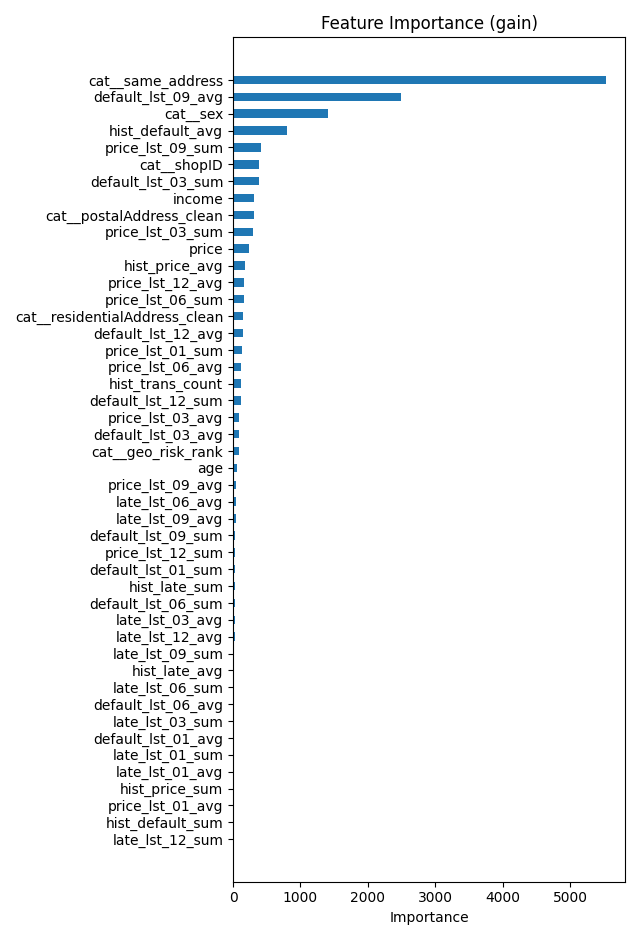 Feature Importance (gain)
cat__same_address
default_lst_09_avg
cat__sex
hist_default_avg
price_lst_09_sum
cat__shopID
default_lst_03_sum
income
cat__postalAddress_clean
price_lst_03_sum
price
hist_price_avg
price_lst_12_avg
price_lst_06_sum
cat__residentialAddress_clean
default_lst_12_avg
price_lst_01_sum
price_lst_06_avg
hist_trans_count
default_lst_12_sum
price_lst_03_avg
default_lst_03_avg
cat__geo_risk_rank
age
price_lst_09_avg
late_lst_06_avg
late_lst_09_avg
default_lst_09_sum
price_lst_12_sum
default_lst_01_sum
hist_late_sum
default_lst_06_sum
late_lst_03_avg
late_lst_12_avg
late_lst_09_sum
hist_late_avg
late_lst_06_sum
default_lst_06_avg
late_lst_03_sum
default_lst_01_avg
late_lst_01_sum
late_lst_01_avg
hist_price_sum
price_lst_01_avg
hist_default_sum
late_lst_12_sum
0 1000 2000 3000 4000 5000
Importance